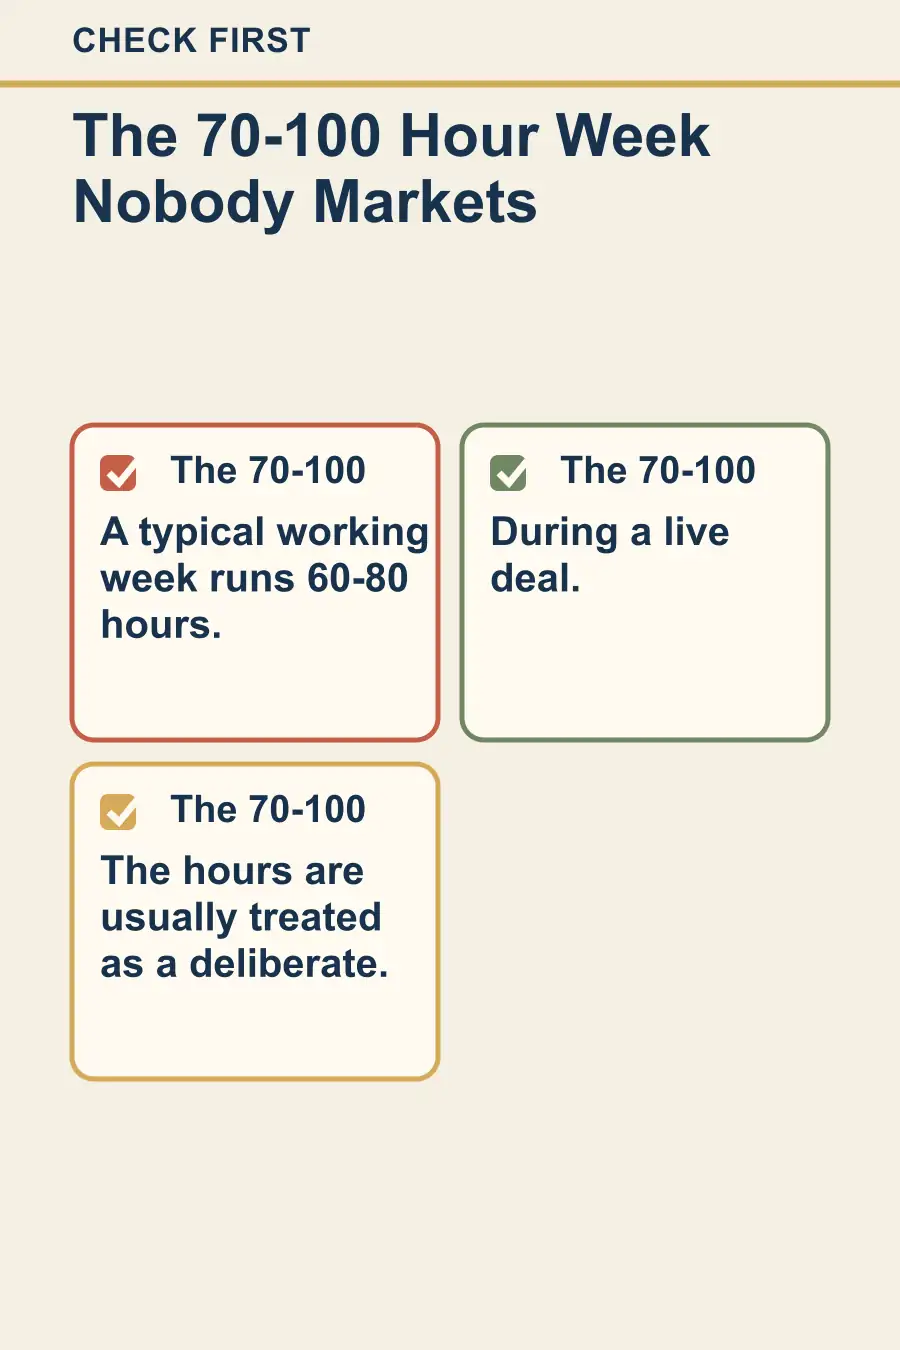 CHECK FIRST
The 70-100 Hour Week
Nobody Markets
The 70-100
A typical working
week runs 60-80
hours.
The 70-100
During a live
deal.
The 70-100
The hours are
usually treated
as a deliberate.